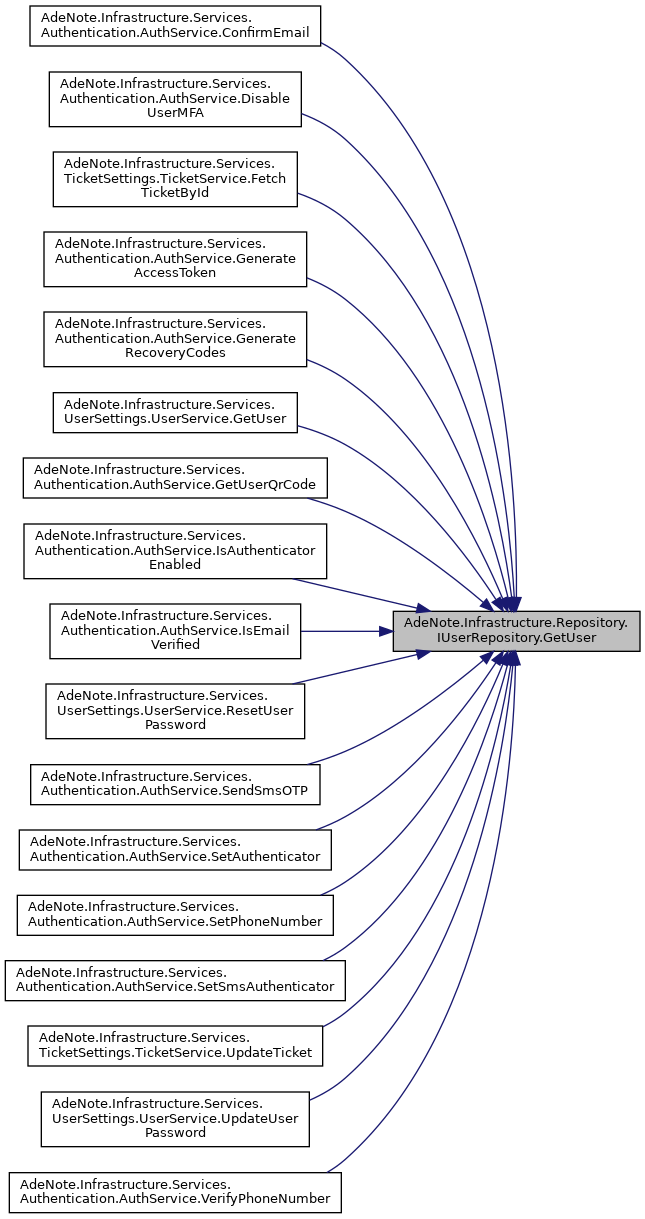 AdeNote.Infrastructure.Services.
Authentication.AuthService.ConfirmEmail
AdeNote.Infrastructure.Services.
Authentication.AuthService.Disable
UserMFA
AdeNote.Infrastructure.Services.
TicketSettings.TicketService.Fetch
TicketById
AdeNote.Infrastructure.Services.
Authentication.AuthService.Generate
AccessToken
AdeNote.Infrastructure.Services.
Authentication.AuthService.Generate
RecoveryCodes
AdeNote.Infrastructure.Services.
UserSettings.UserService.GetUser
AdeNote.Infrastructure.Services.
Authentication.AuthService.GetUserQrCode
AdeNote.Infrastructure.Services.
Authentication.AuthService.IsAuthenticator
Enabled
AdeNote.Infrastructure.Services.
Authentication.AuthService.IsEmail
Verified
AdeNote.Infrastructure.Repository.
IUserRepository.GetUser
AdeNote.Infrastructure.Services.
UserSettings.UserService.ResetUser
Password
AdeNote.Infrastructure.Services.
Authentication.AuthService.SendSmsOTP
AdeNote.Infrastructure.Services.
Authentication.AuthService.SetAuthenticator
AdeNote.Infrastructure.Services.
Authentication.AuthService.SetPhoneNumber
AdeNote.Infrastructure.Services.
Authentication.AuthService.SetSmsAuthenticator
AdeNote.Infrastructure.Services.
TicketSettings.TicketService.UpdateTicket
AdeNote.Infrastructure.Services.
UserSettings.UserService.UpdateUser
Password
AdeNote.Infrastructure.Services.
Authentication.AuthService.VerifyPhoneNumber